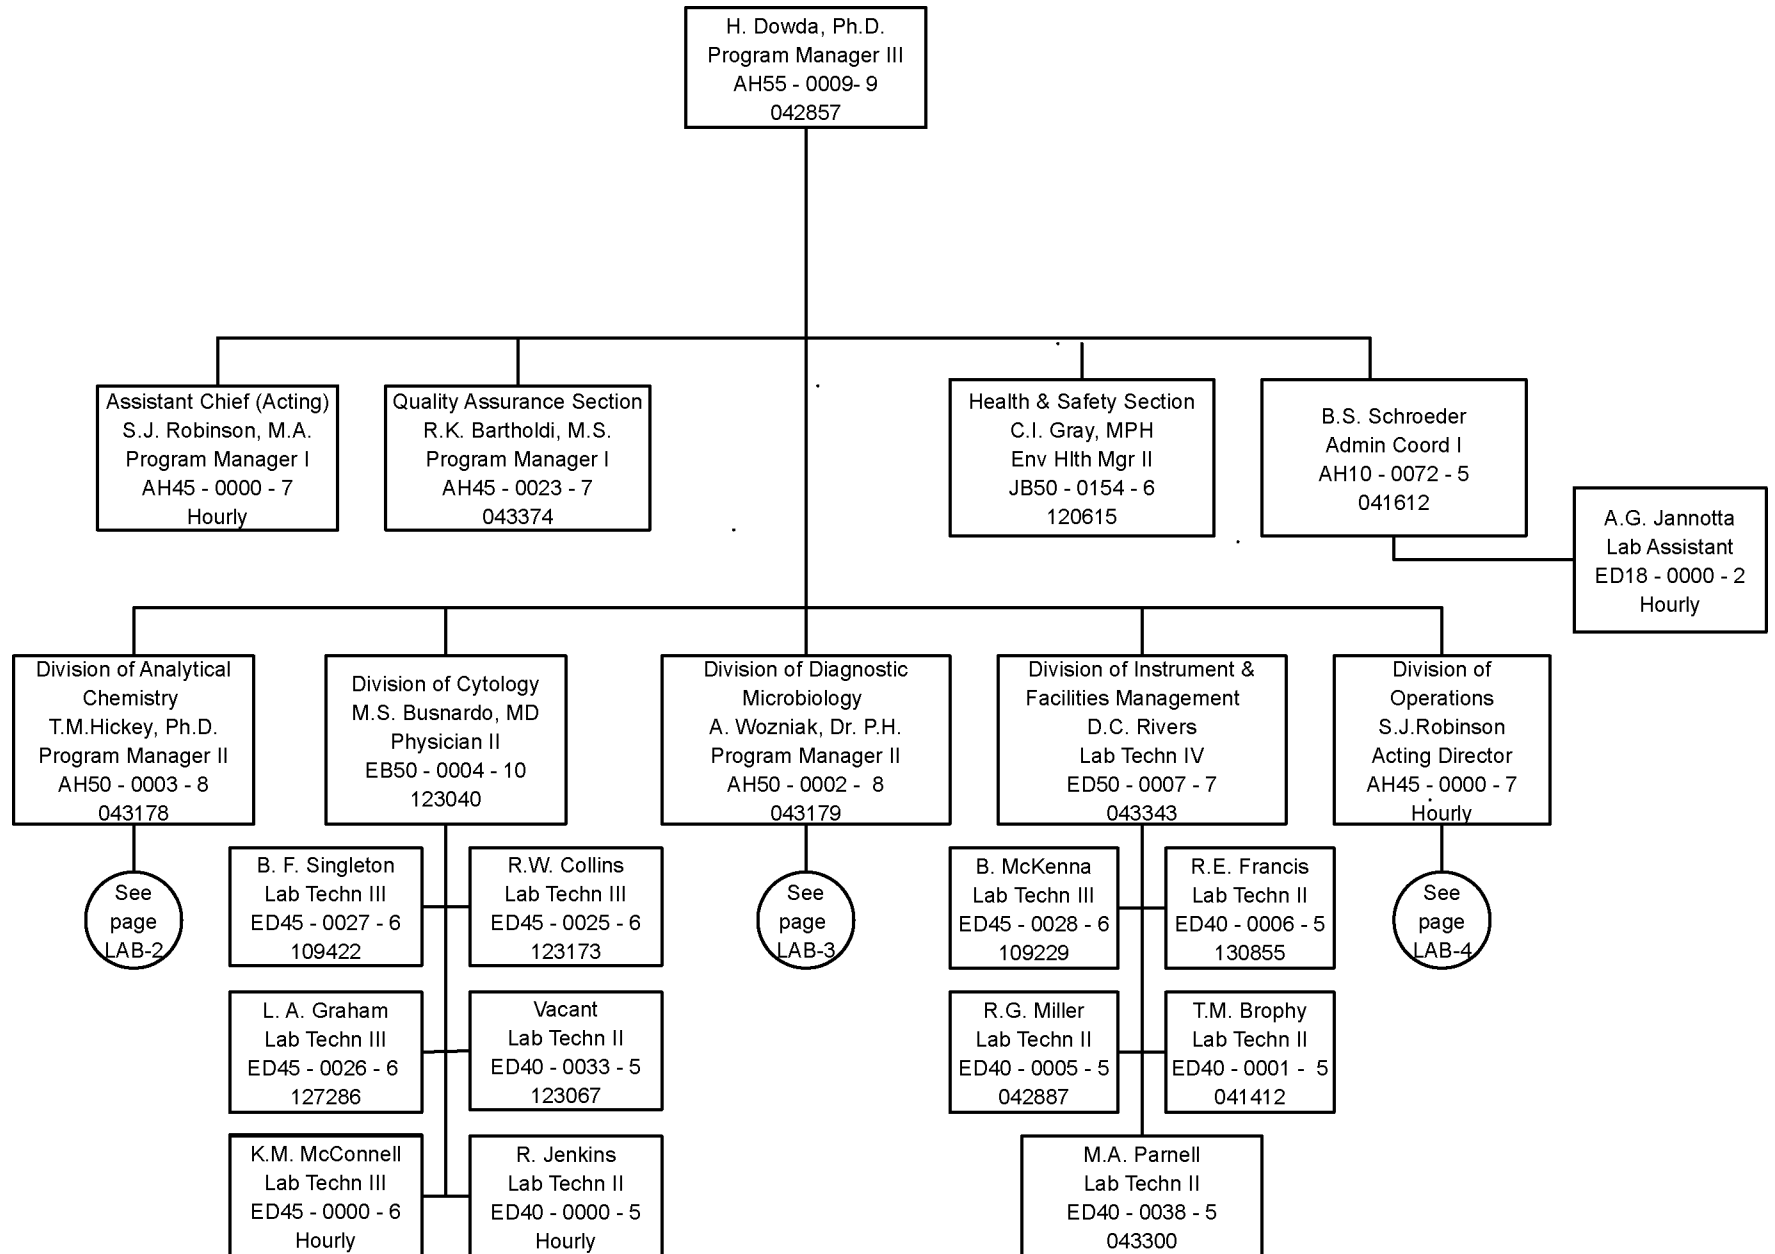 H. Dowda, Ph.D.
Program Manager III
AH55 - 0009- 9
042857
Assistant Chief (Acting)
S.J. Robinson, M.A.
Program Manager I
AH45 - 0000 - 7
Hourly
Quality Assurance Section
R.K. Bartholdi, M.S.
Program Manager I
AH45 - 0023 - 7
043374
Health & Safety Section
C.I. Gray, MPH
Env Hlth Mgr II
JB50 - 0154 - 6
120615
B.S. Schroeder
Admin Coord I
AH10 - 0072 - 5
041612
A.G. Jannotta
Lab Assistant
ED18 - 0000 - 2
Hourly
Division of Analytical
Chemistry
T.M.Hickey, Ph.D.
Program Manager II
AH50 - 0003 - 8
043178
Division of Cytology
M.S. Busnardo, MD
Physician II
EB50 - 0004 - 10
123040
Division of Diagnostic
Microbiology
A. Wozniak, Dr. P.H.
Program Manager II
AH50 - 0002 - 8
043179
Division of Instrument &
Facilities Management
D.C. Rivers
Lab Techn IV
ED50 - 0007 - 7
043343
Division of
Operations
S.J.Robinson
Acting Director
AH45 - 0000 - 7
Hourly
See
page
LAB-2
B. F. Singleton
Lab Techn III
ED45 - 0027 - 6
109422
R.W. Collins
Lab Techn III
ED45 - 0025 - 6
123173
See
page
LAB-3
B. McKenna
Lab Techn III
ED45 - 0028 - 6
109229
R.E. Francis
Lab Techn II
ED40 - 0006 - 5
130855
See
page
LAB-4
L. A. Graham
Lab Techn III
ED45 - 0026 - 6
127286
Vacant
Lab Techn II
ED40 - 0033 - 5
123067
R.G. Miller
Lab Techn II
ED40 - 0005 - 5
042887
T.M. Brophy
Lab Techn II
ED40 - 0001 - 5
041412
K.M. McConnell
Lab Techn III
ED45 - 0000 - 6
Hourly
R. Jenkins
Lab Techn II
ED40 - 0000 - 5
Hourly
M.A. Parnell
Lab Techn II
ED40 - 0038 - 5
043300